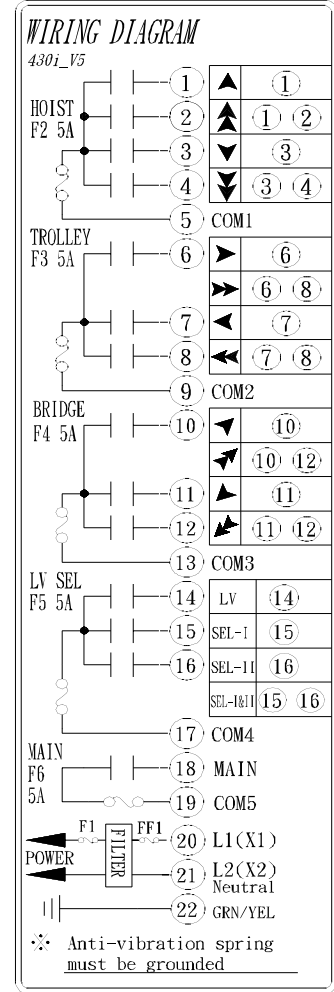 WIRING DIAGRAM
430i_V5
HOIST
F2 5A
1
2
3
4
5 COM1
1
1 2
3
3 4
TROLLEY
F3 5A
6
7
8
9 COM2
6
6 8
7
7 8
BRIDGE
F4 5A
10
11
12
13 COM3
10
10 12
11
11 12
LV SEL
F5 5A
14 LV 14
15 SEL-I 15
16 SEL-II 16
SEL-I&II 15 16
17 COM4
MAIN
F6
5A
18 MAIN
19 COM5
F1 FILTER FF1 20 L1(X1)
POWER
21 L2(X2)
Neutral
22 GRN/YEL
※ Anti-vibration spring
must be grounded